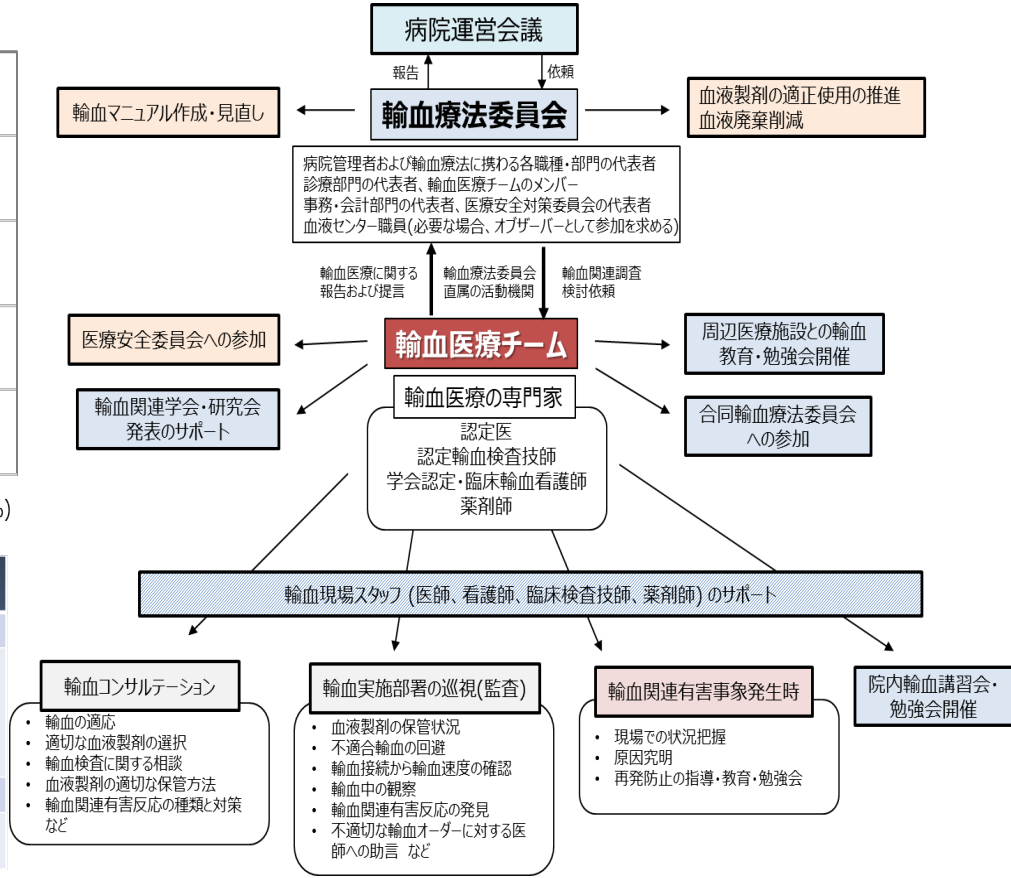 病院運営会議
報告
依頼
輸血マニュアル作成・見直し
輸血療法委員会
血液製剤の適正使用の推進
血液廃棄削減
病院管理者および輸血療法に携わる各職種・部門の代表者
診療部門の代表者、輸血医療チームのメンバー
事務・会計部門の代表者、医療安全対策委員会の代表者
血液センター職員(必要な場合、オブザーバーとして参加を求める)
輸血医療に関する
報告および提言
輸血療法委員会
直属の活動機関
輸血関連調査
検討依頼
医療安全委員会への参加
輸血医療チーム
周辺医療施設との輸血
教育・勉強会開催
輸血関連学会・研究会
発表のサポート
輸血医療の専門家
合同輸血療法委員会
への参加
認定医
認定輸血検査技師
学会認定・臨床輸血看護師
薬剤師
)
輸血現場スタッフ (医師、看護師、臨床検査技師、薬剤師) のサポート
輸血コンサルテーション
• 輸血の適応
• 適切な血液製剤の選択
• 輸血検査に関する相談
• 血液製剤の適切な保管方法
• 輸血関連有害反応の種類と対策
など
輸血実施部署の巡視(監査)
• 血液製剤の保管状況
• 不適合輸血の回避
• 輸血接続から輸血速度の確認
• 輸血中の観察
• 輸血関連有害反応の発見
• 不適切な輸血オーダーに対する医
師への助言 など
輸血関連有害事象発生時
• 現場での状況把握
• 原因究明
• 再発防止の指導・教育・勉強会
院内輸血講習会・
勉強会開催